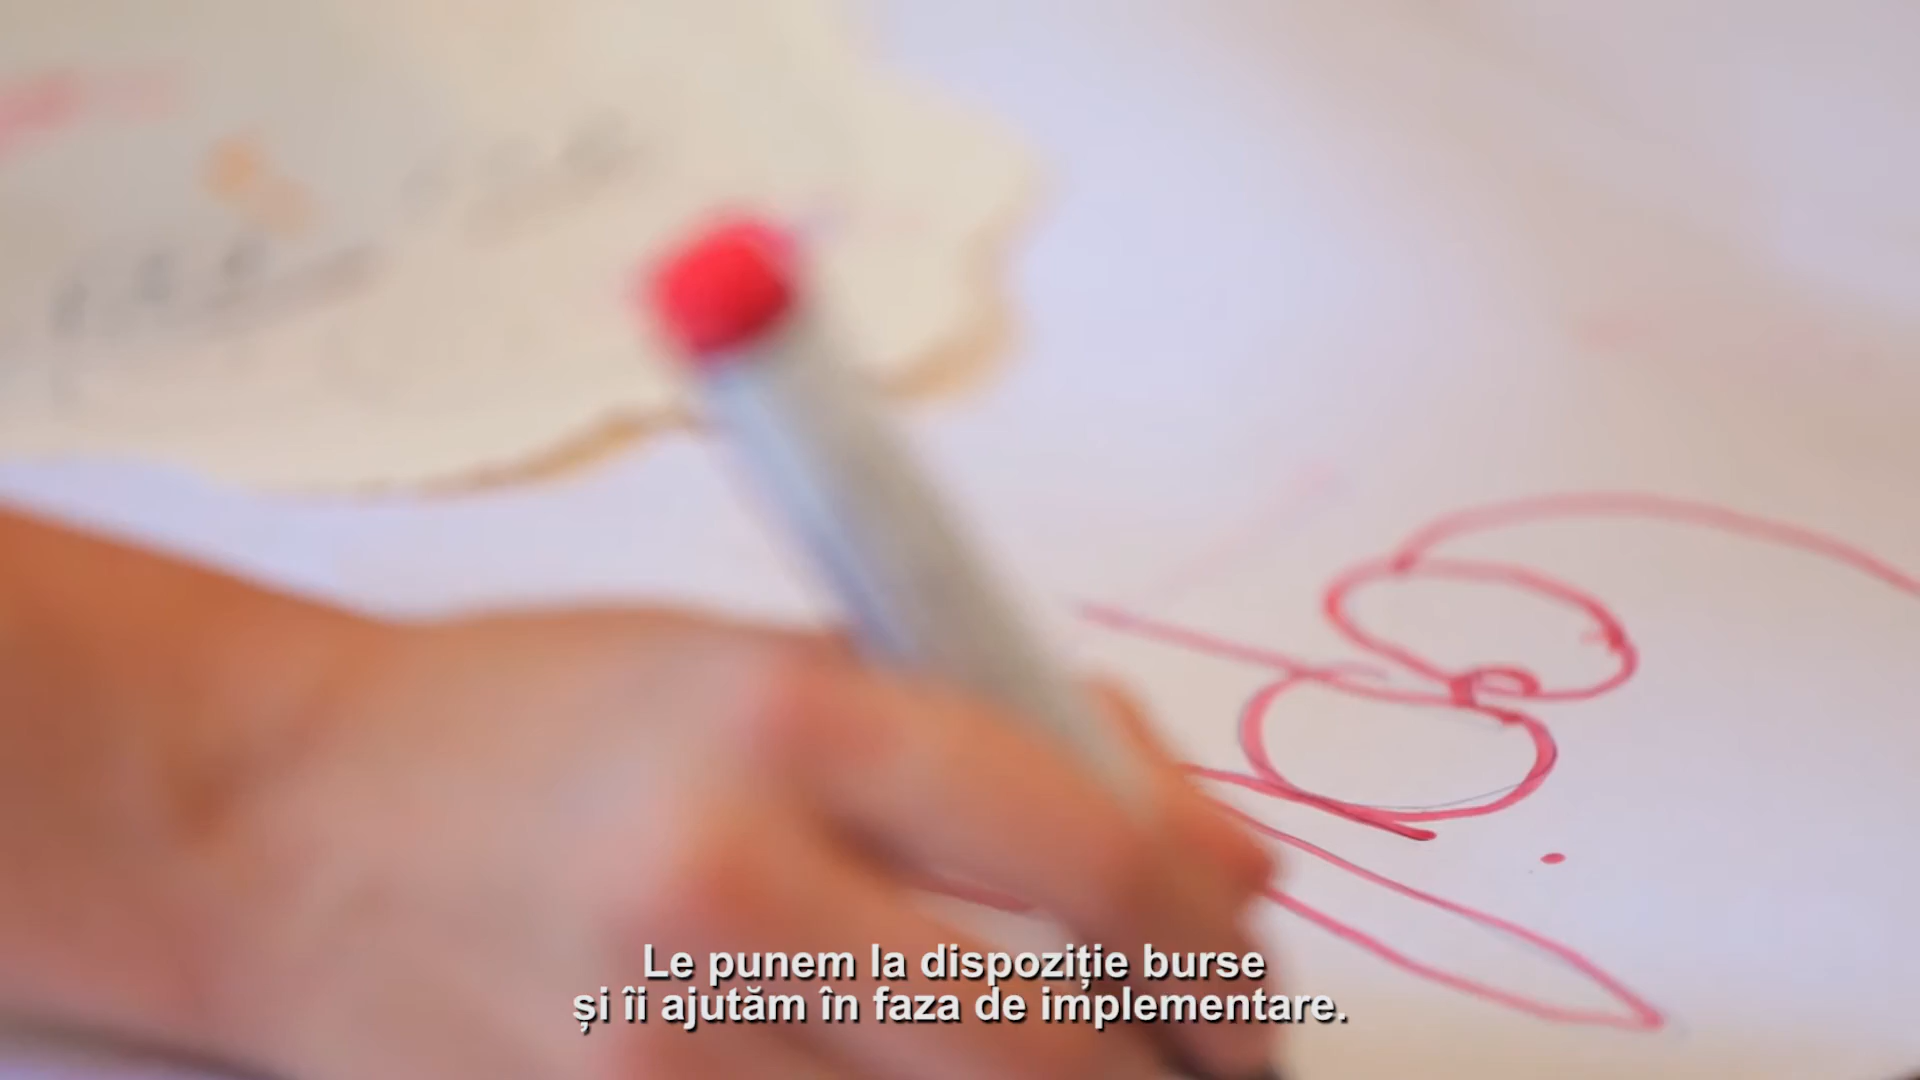 Le punem la dispoziție burse
și îi ajutăm în faza de implementare.